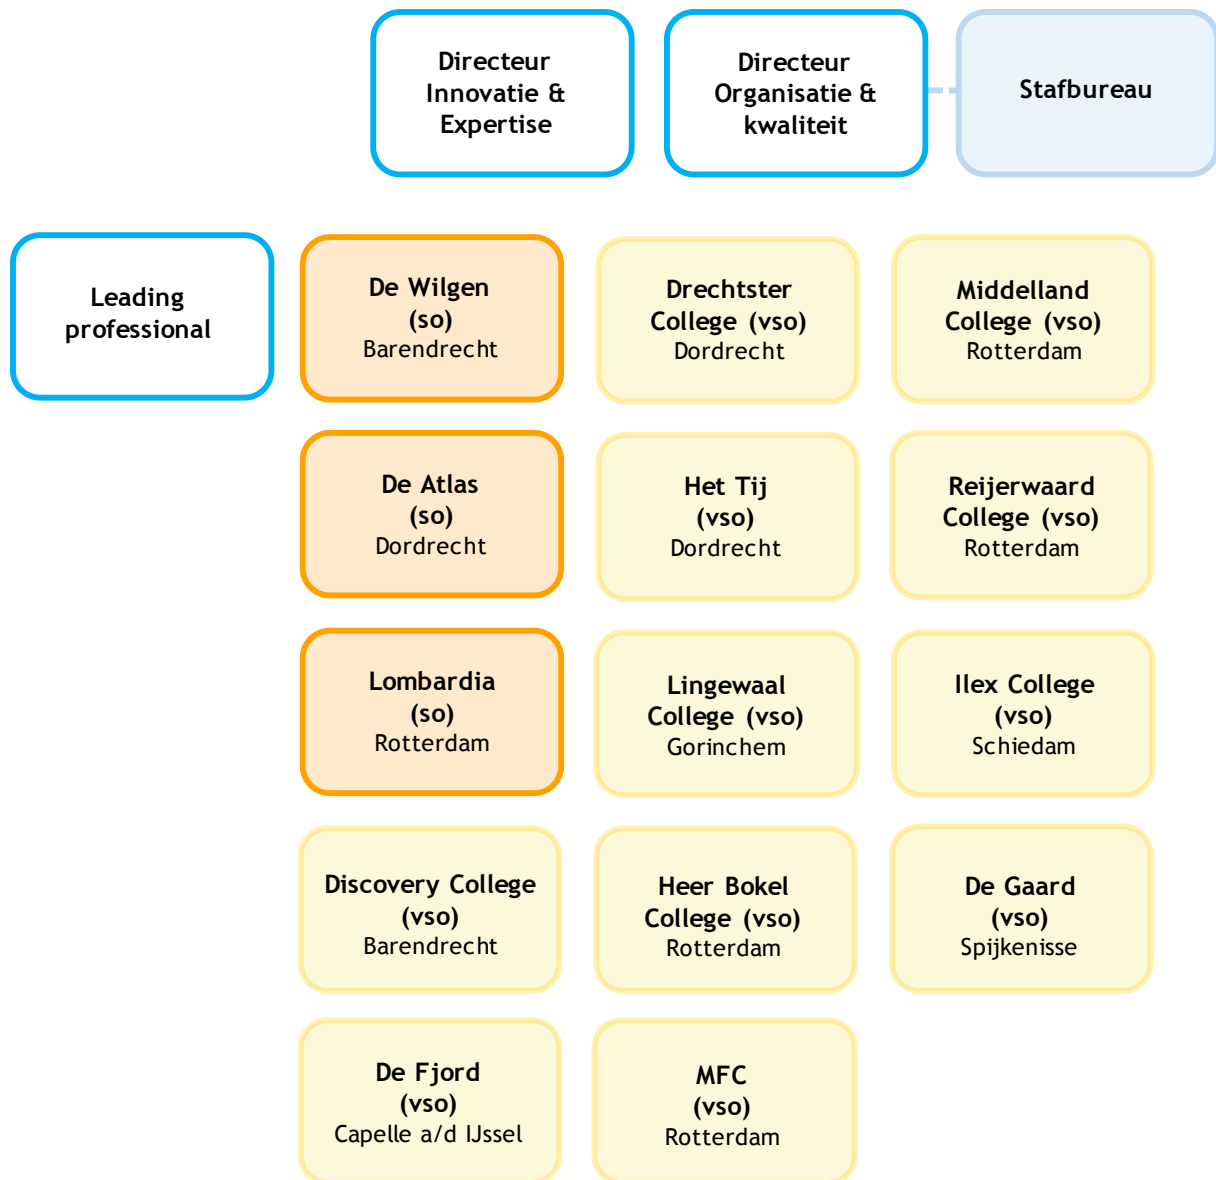 Directeur
Innovatie &
Expertise
Directeur
Organisatie &
kwaliteit
Stafbureau
Leading
professional
De Wilgen
(so)
Barendrecht
Drechtster
College (vso)
Dordrecht
Middelland
College (vso)
Rotterdam
De Atlas
(so)
Dordrecht
Het Tij
(vso)
Dordrecht
Reijerwaard
College (vso)
Rotterdam
Lombardia
(so)
Rotterdam
Lingewaal
College (vso)
Gorinchem
Ilex College
(vso)
Schiedam
Discovery College
(vso)
Barendrecht
Heer Bokel
College (vso)
Rotterdam
De Gaard
(vso)
Spijkenisse
De Fjord
(vso)
Capelle a/d IJssel
MFC
(vso)
Rotterdam